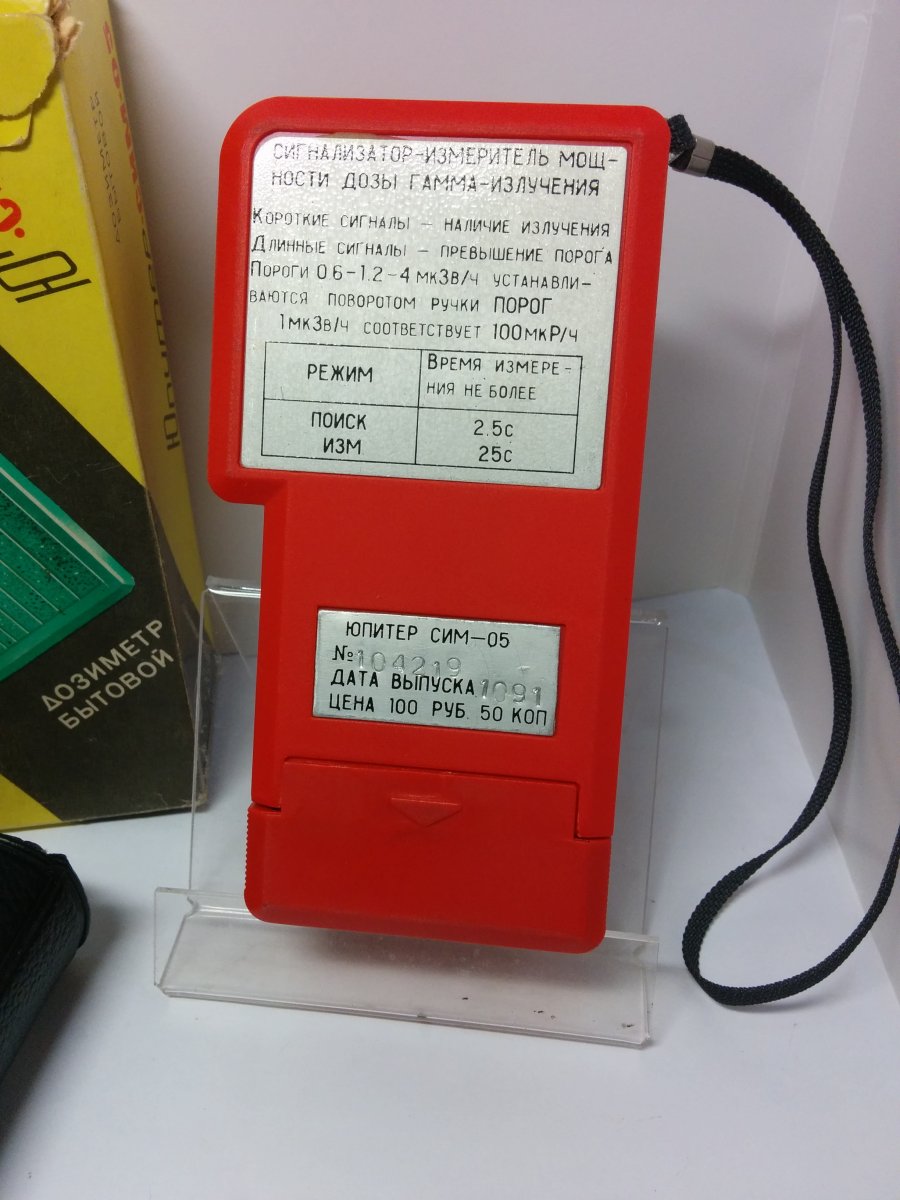 СИГНАЛИЗАТОР-ИЗМЕРИТЕЛЬ МОЩ-
НОСТИ ДОЗЫ ГАММА-ИЗЛУЧЕНИЯ
КОРОТКИЕ СИГНАЛЫ – НАЛИЧИЕ ИЗЛУЧЕНИЯ
ДЛИННЫЕ СИГНАЛЫ – ПРЕВЫШЕНИЕ ПОРОГА
ПОРОГИ 0.6-1.2-4 МКЗВ/Ч УСТАНАВЛИ-
ВАЮТСЯ ПОВОРОТОМ РУЧКИ ПОРОГ
1МКЗВ/Ч СООТВЕТСТВУЕТ 100МКР/Ч
РЕЖИМ
ВРЕМЯ ИЗМЕРЕ-
НИЯ НЕ БОЛЕЕ
ПОИСК 2.5с
ИЗМ 25с
ЮПИТЕР СИМ-05
№104219
ДАТА ВЫПУСКА 1091
ЦЕНА 100 РУБ. 50 КОП
ДОЗИМЕТР
БЫТОВОЙ